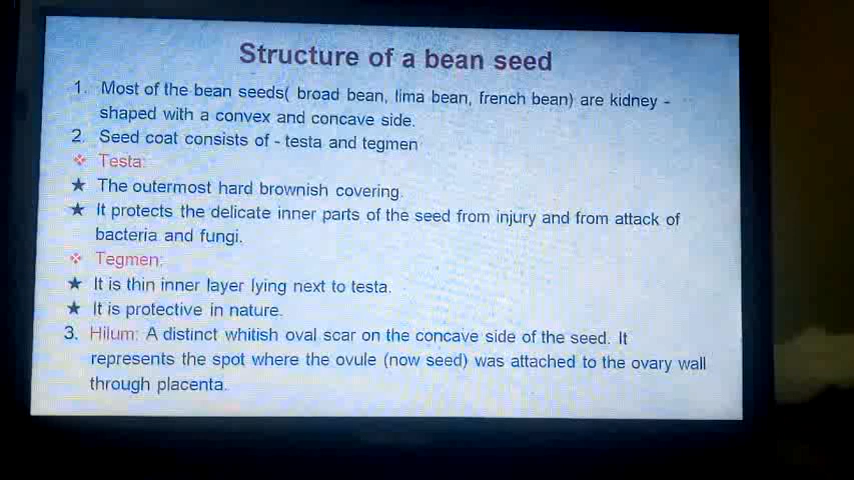 Structure of a bean seed
1. Most of the bean seeds( broad bean, lima bean, french bean) are kidney -
shaped with a convex and concave side.
2. Seed coat consists of - testa and tegmen
❖ Testa:
★ The outermost hard brownish covering.
★ It protects the delicate inner parts of the seed from injury and from attack of
bacteria and fungi.
❖ Tegmen:
★ It is thin inner layer lying next to testa.
★ It is protective in nature.
3. Hilum: A distinct whitish oval scar on the concave side of the seed. It
represents the spot where the ovule (now seed) was attached to the ovary wall
through placenta.